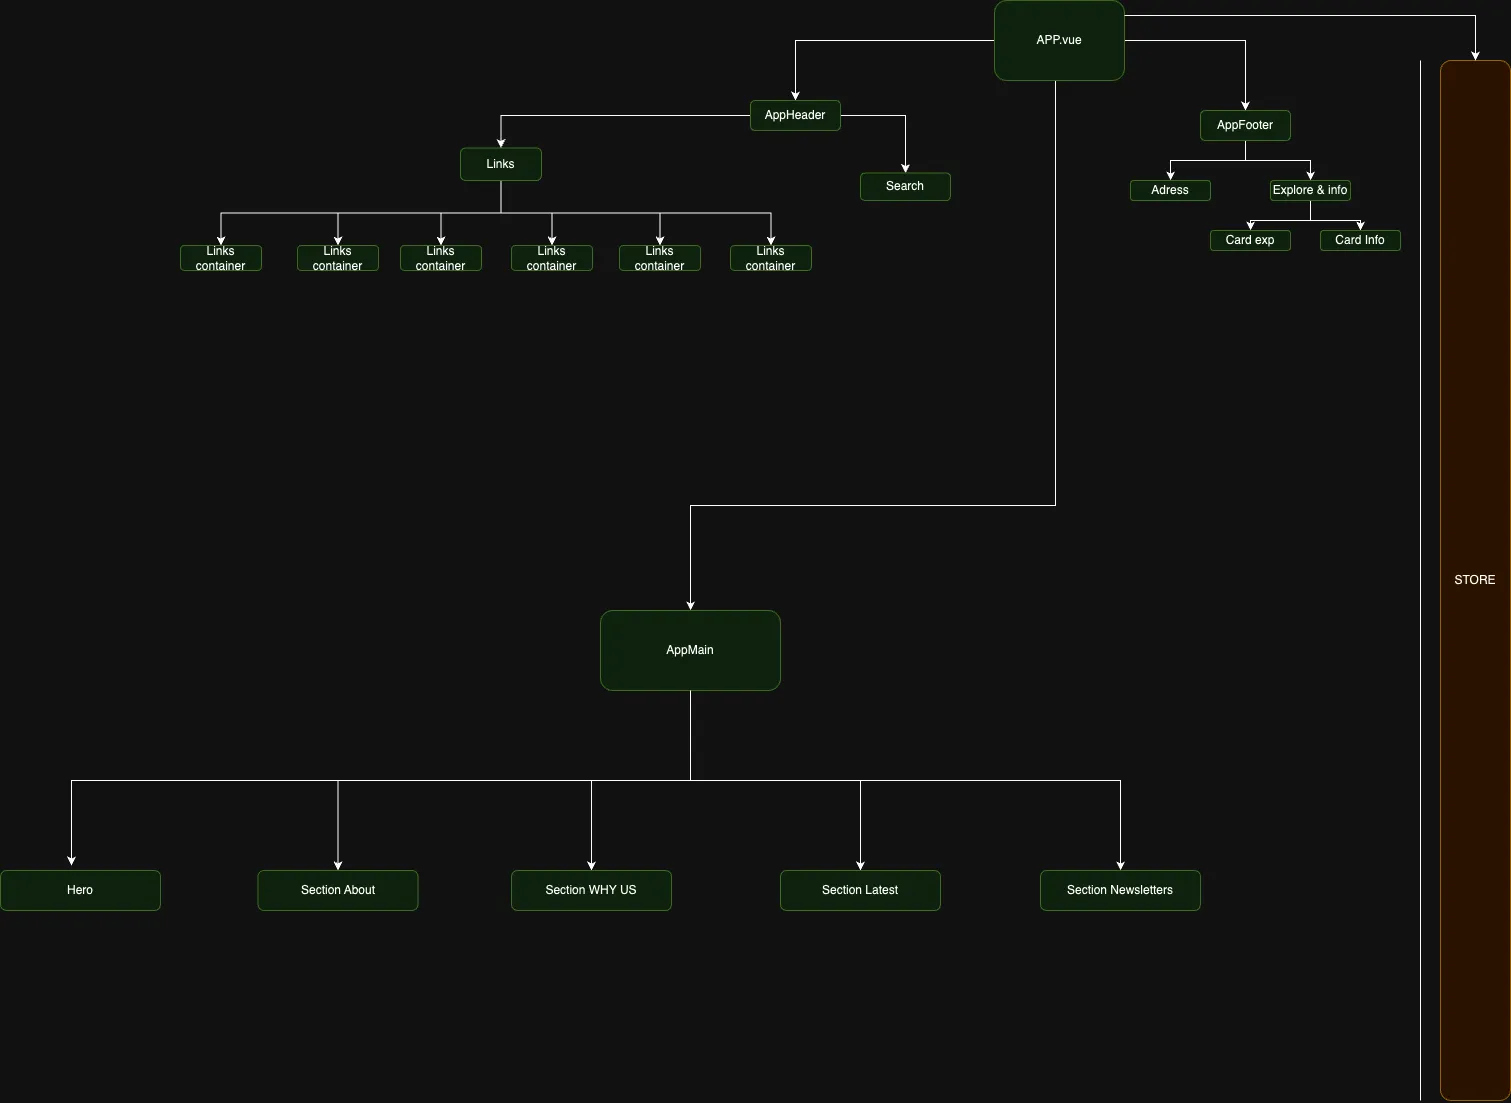 APP.vue
AppHeader
AppFooter
Links
Search
Adress
Explore & info
Links
container
Links
container
Links
container
Links
container
Links
container
Links
container
Card exp
Card Info
STORE
AppMain
Hero
Section About
Section WHY US
Section Latest
Section Newsletters